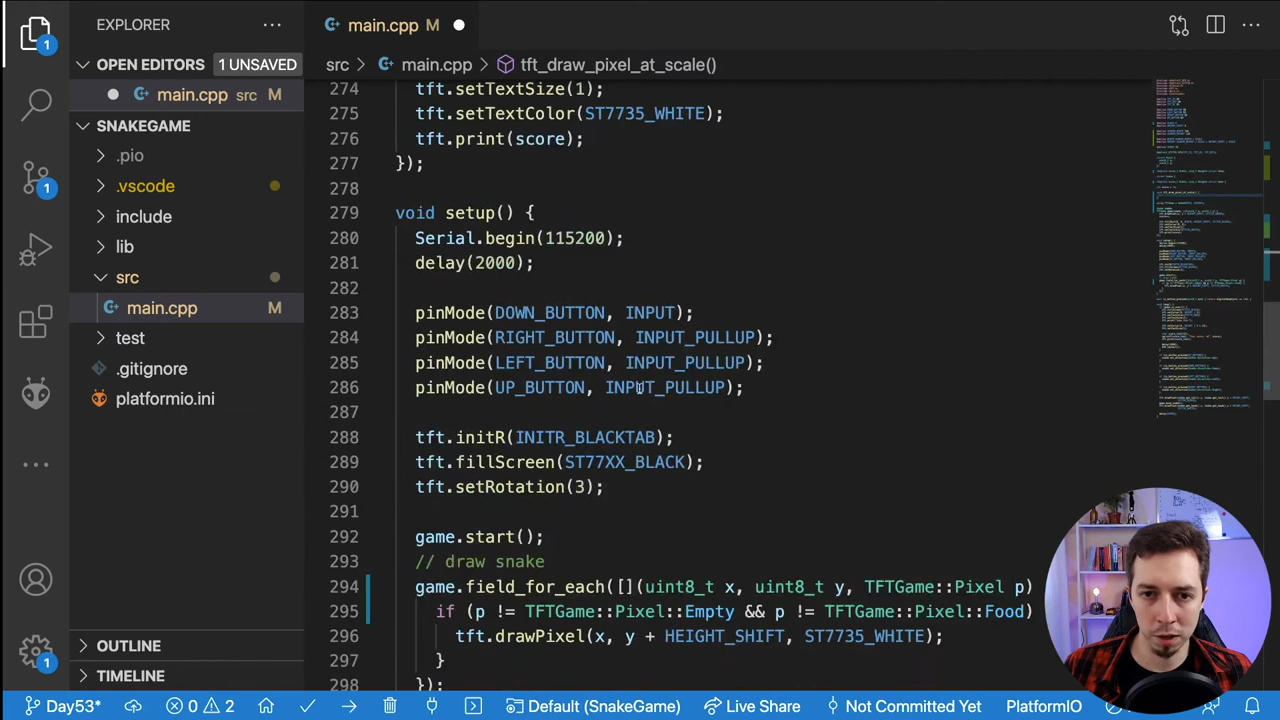 EXPLORER
main.cpp M
OPEN EDITORS 1 UNSAVED
src > main.cpp > tft_draw_pixel_at_scale()
main.cpp src M
SNAKEGAME
.pio
.vscode
include
lib
src
main.cpp M
test
.gitignore
platformio.ini
OUTLINE
TIMELINE
1
1
1
274 tft.setTextSize(1);
275 tft.setTextColor(ST7735_WHITE);
276 tft.print(score);
277 });
278
279 void setup() {
280 Serial.begin(115200);
281 delay(2000);
282
283 pinMode(DOWN_BUTTON, INPUT);
284 INPUT_PULLUP);
285 pinMode(LEFT_BUTTON, INPUT_PULLUP);
286 INPUT_PULLUP);
287
288 tft.initR(INITR_BLACKTAB);
289 tft.fillScreen(ST77XX_BLACK);
290 tft.setRotation(3);
291
292 game.start();
293 // draw snake
294 game.field_for_each([](uint8_t x, uint8_t y, TFTGame::Pixel p)
295 if (p != TFTGame::Pixel::Empty && p != TFTGame::Pixel::Food)
296 tft.drawPixel(x, y + HEIGHT_SHIFT, ST7735_WHITE);
297 }
298 });
Day53* 0 2 Default (SnakeGame) Live Share Not Committed Yet PlatformIO